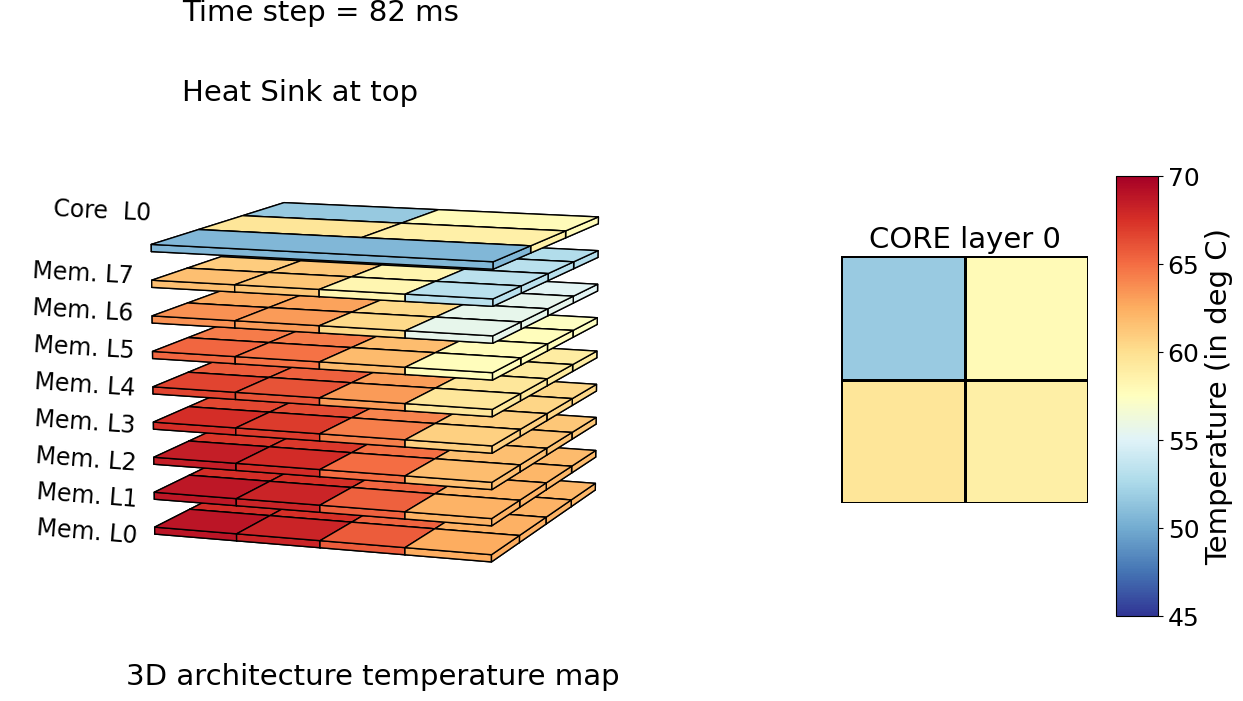 Time step = 82 ms
Heat Sink at top
Core  L0
Mem. L7
Mem. L6
Mem. L5
Mem. L4
Mem. L3
Mem. L2
Mem. L1
Mem. L0
3D architecture temperature map
CORE layer 0
70
65
60
55
50
45
Temperature (in deg C)